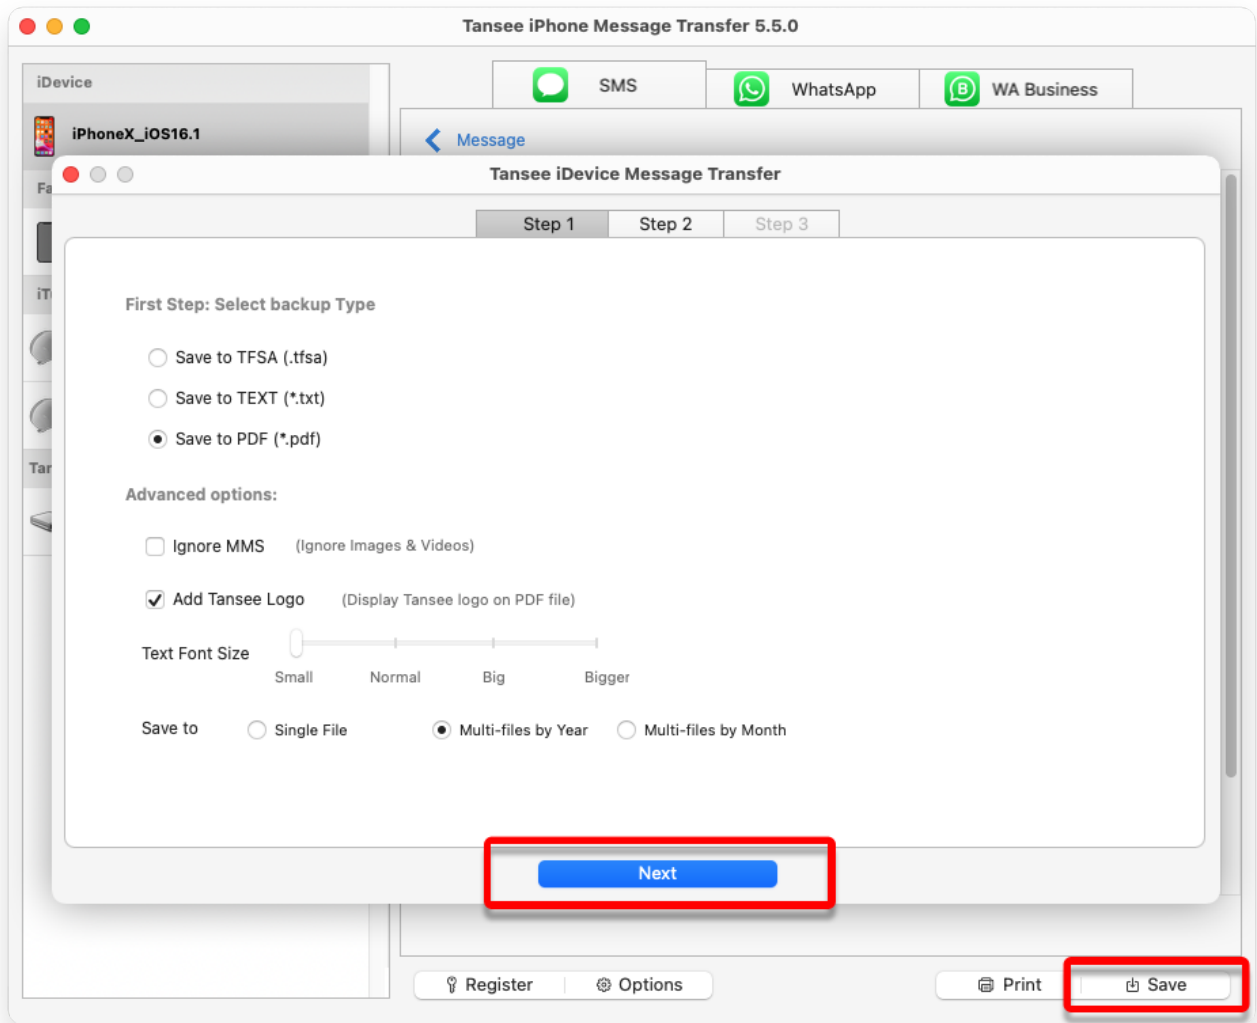 Tansee iPhone Message Transfer 5.5.0
iDevice
SMS
WhatsApp
WA Business
iPhoneX_iOS16.1
Message
Tansee iDevice Message Transfer
Fa
Step 1
Step 2
Step 3
iT
First Step: Select backup Type
Save to TFSA (.tfsa)
Save to TEXT (*.txt)
Save to PDF (*.pdf)
Tar
Advanced options:
Ignore MMS (Ignore Images & Videos)
Add Tansee Logo (Display Tansee logo on PDF file)
Text Font Size
Small Normal Big Bigger
Save to Single File Multi-files by Year Multi-files by Month
Next
Register Options Print Save